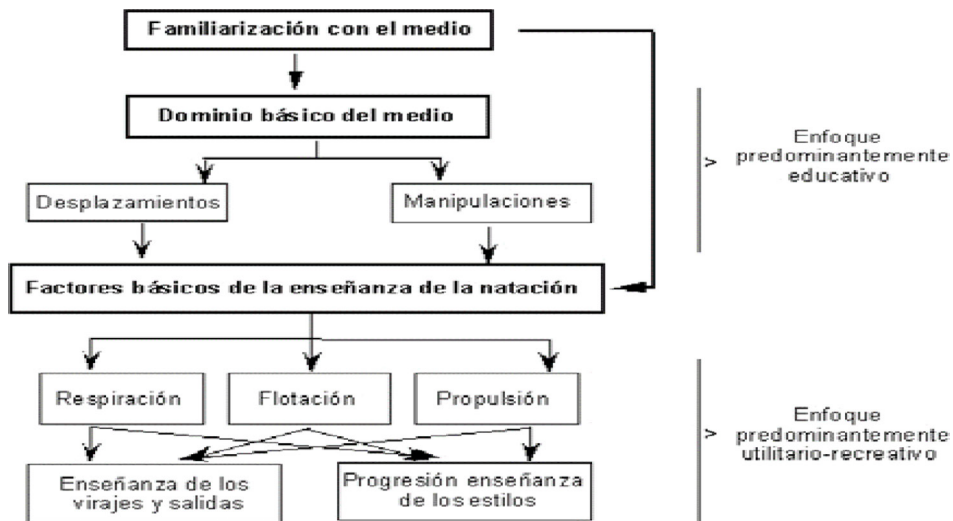 Familiarización con el medio
Dominio básico del medio
Enfoque
predominantemente
educativo
Desplazamientos
Manipulaciones
Factores básicos de la enseñanza de la natación
Respiración
Flotación
Propulsión
Enfoque
predominantemente
utilitario-recreativo
Enseñanza de los
virajes y salidas
Progresión enseñanza
de los estilos